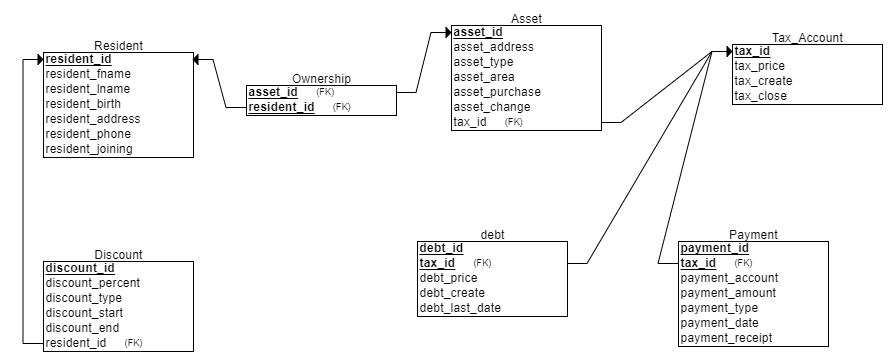 Resident
resident_id
resident_fname
resident_lname
resident_birth
resident_address
resident_phone
resident_joining
Ownership
asset_id (FK)
resident_id (FK)
Asset
asset_id
asset_address
asset_type
asset_area
asset_purchase
asset_change
tax_id (FK)
Tax_Account
tax_id
tax_price
tax_create
tax_close
Discount
discount_id
discount_percent
discount_type
discount_start
discount_end
resident_id (FK)
debt
debt_id
tax_id (FK)
debt_price
debt_create
debt_last_date
Payment
payment_id
tax_id (FK)
payment_account
payment_amount
payment_type
payment_date
payment_receipt